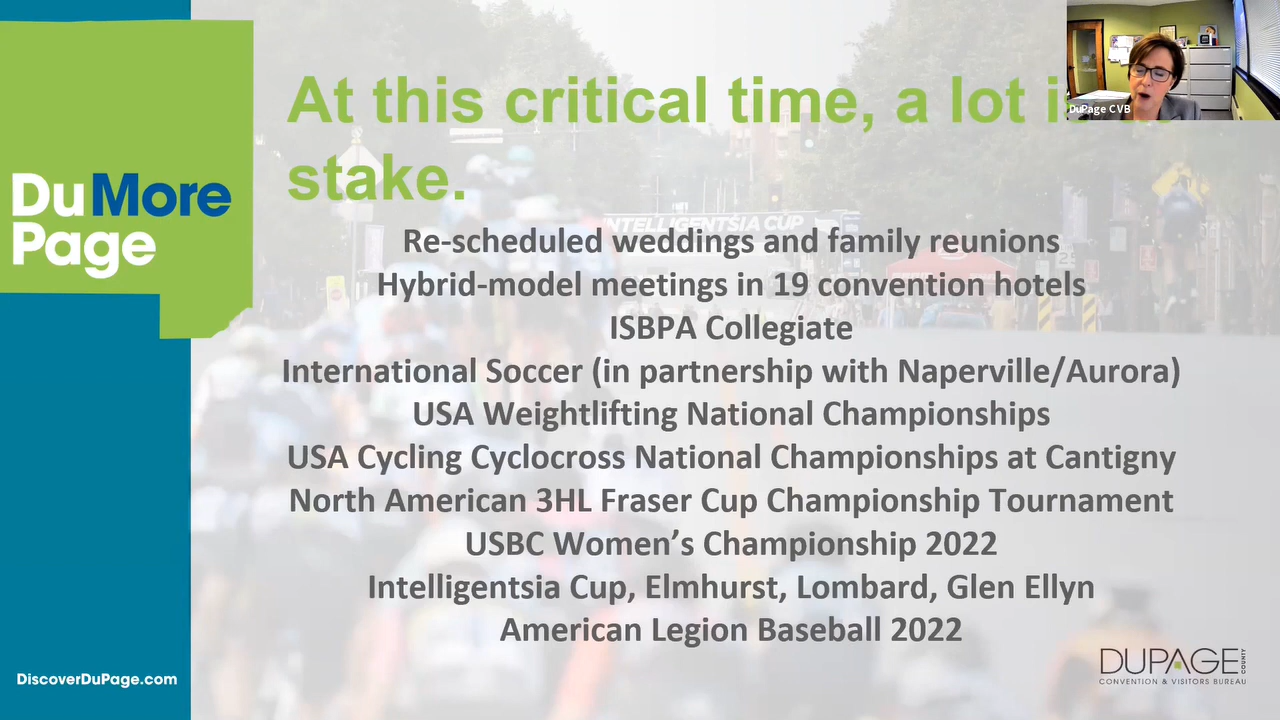 At this critical time, a lot
stake.
DuPage CVB
Du More
Page
INTELLIGENTSIA CUP
Re-scheduled weddings and family reunions
Hybrid-model meetings in 19 convention hotels
ISBPA Collegiate
International Soccer (in partnership with Naperville/Aurora)
USA Weightlifting National Championships
USA Cycling Cyclocross National Championships at Cantigny
North American 3HL Fraser Cup Championship Tournament
USBC Women’s Championship 2022
Intelligentsia Cup, Elmhurst, Lombard, Glen Ellyn
American Legion Baseball 2022
DiscoverDuPage.com
DUPAGE COUNTY
CONVENTION & VISITORS BUREAU